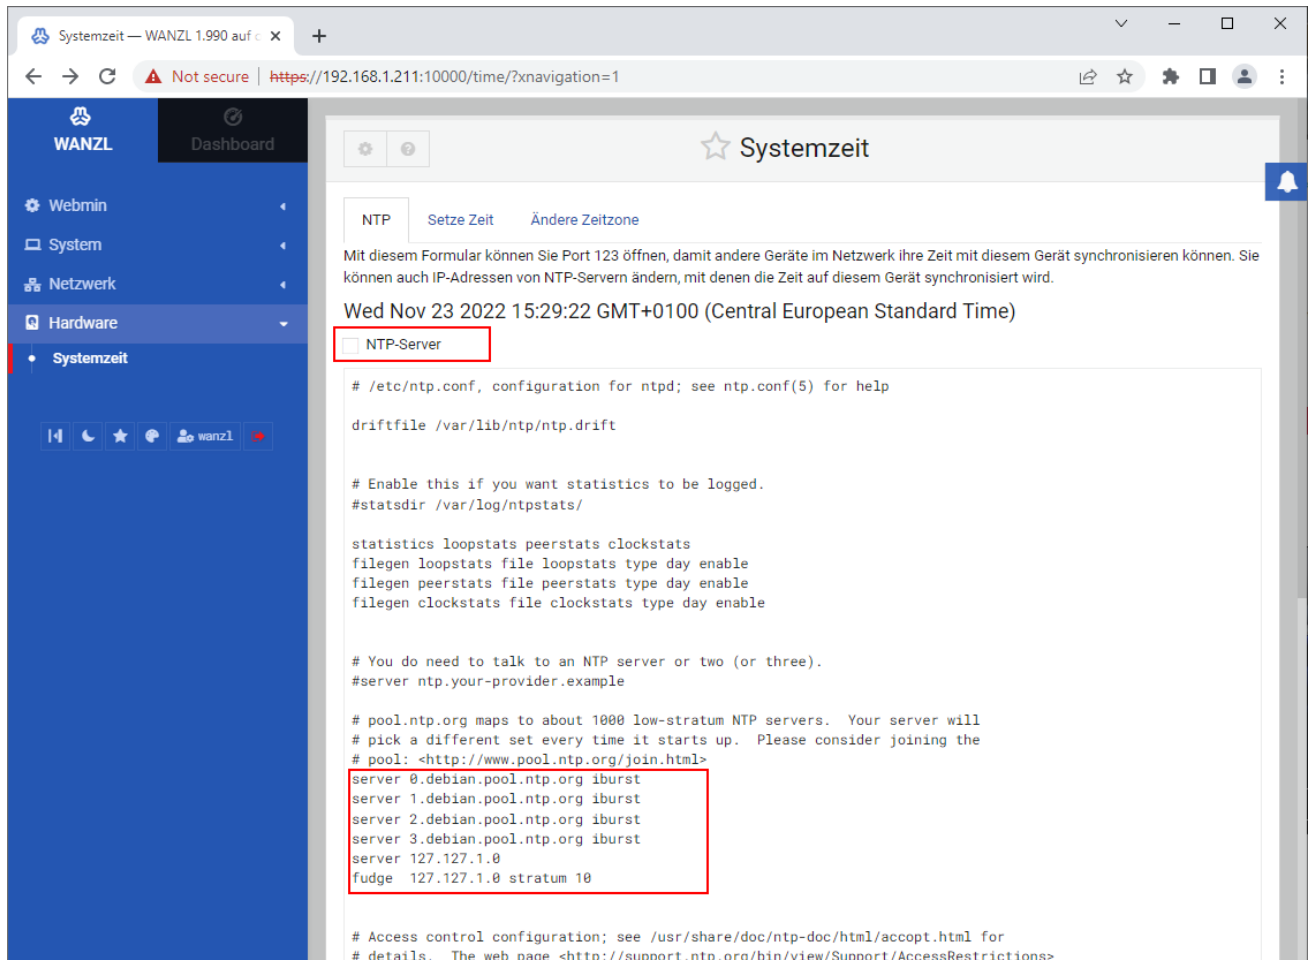 Systemzeit — WANZL 1.990 auf
Not secure | https://192.168.1.211:10000/time/?xnavigation=1
WANZL
Dashboard
Webmin
System
Netzwerk
Hardware
Systemzeit
wanzl
Systemzeit
NTP
Setze Zeit
Ändere Zeitzone
Mit diesem Formular können Sie Port 123 öffnen, damit andere Geräte im Netzwerk ihre Zeit mit diesem Gerät synchronisieren können. Sie
können auch IP-Adressen von NTP-Servern ändern, mit denen die Zeit auf diesem Gerät synchronisiert wird.
Wed Nov 23 2022 15:29:22 GMT+0100 (Central European Standard Time)
NTP-Server
# /etc/ntp.conf, configuration for ntpd; see ntp.conf(5) for help
driftfile /var/lib/ntp/ntp.drift
# Enable this if you want statistics to be logged.
#statsdir /var/log/ntpstats/
statistics loopstats peerstats clockstats
filegen loopstats file loopstats type day enable
filegen peerstats file peerstats type day enable
filegen clockstats file clockstats type day enable
# You do need to talk to an NTP server or two (or three).
#server ntp.your-provider.example
# pool.ntp.org maps to about 1000 low-stratum NTP servers.  Your server will
# pick a different set every time it starts up.  Please consider joining the
# pool: <http://www.pool.ntp.org/join.html>
server 0.debian.pool.ntp.org iburst
server 1.debian.pool.ntp.org iburst
server 2.debian.pool.ntp.org iburst
server 3.debian.pool.ntp.org iburst
server 127.127.1.0
fudge  127.127.1.0 stratum 10
# Access control configuration; see /usr/share/doc/ntp-doc/html/accopt.html for
# details.  The web page <http://support.ntp.org/bin/view/Support/AccessRestrictions>